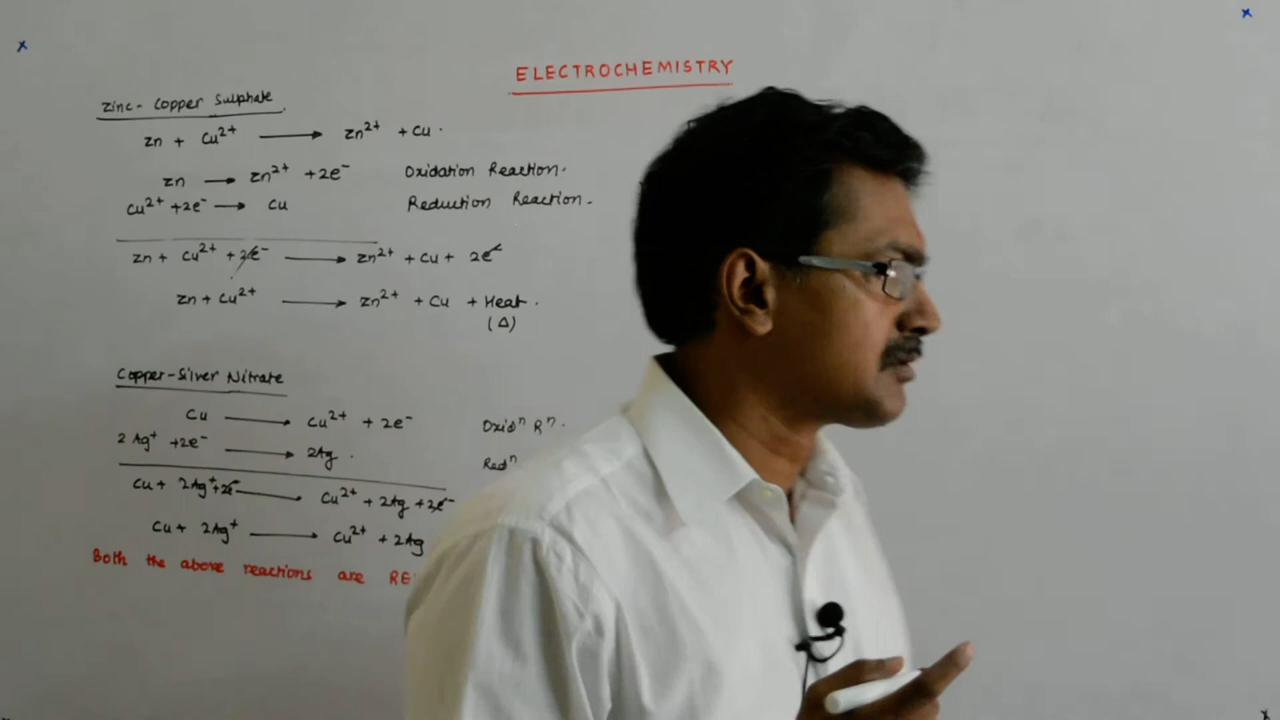 ELECTROCHEMISTRY
Zinc - Copper Sulphate
Zn + Cu²⁺ ⟶ Zn²⁺ + Cu.
Zn ⟶ Zn²⁺ + 2e⁻ Oxidation Reaction.
Cu²⁺ + 2e⁻ ⟶ Cu Reduction Reaction.
Zn + Cu²⁺ + 2e⁻ ⟶ Zn²⁺ + Cu + 2e⁻
Zn + Cu²⁺ ⟶ Zn²⁺ + Cu + Heat.
(Δ)
Copper-Silver Nitrate
Cu ⟶ Cu²⁺ + 2e⁻ Oxidⁿ Rⁿ.
2Ag⁺ + 2e⁻ ⟶ 2Ag. Redⁿ
Cu + 2Ag⁺ + 2e⁻ ⟶ Cu²⁺ + 2Ag + 2e⁻
Cu + 2Ag⁺ ⟶ Cu²⁺ + 2Ag
Both the above reactions are